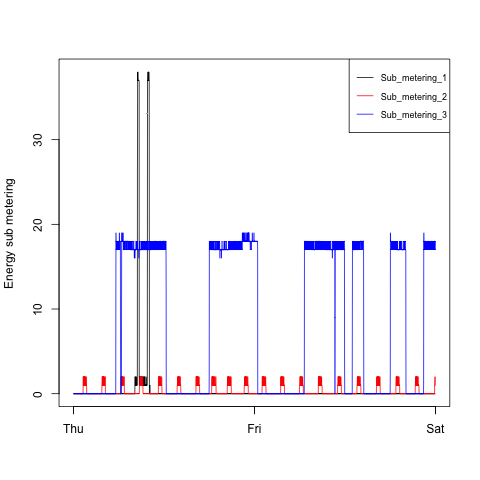 Sub_metering_1
Sub_metering_2
Sub_metering_3
Energy sub metering
30
20
10
0
Thu Fri Sat